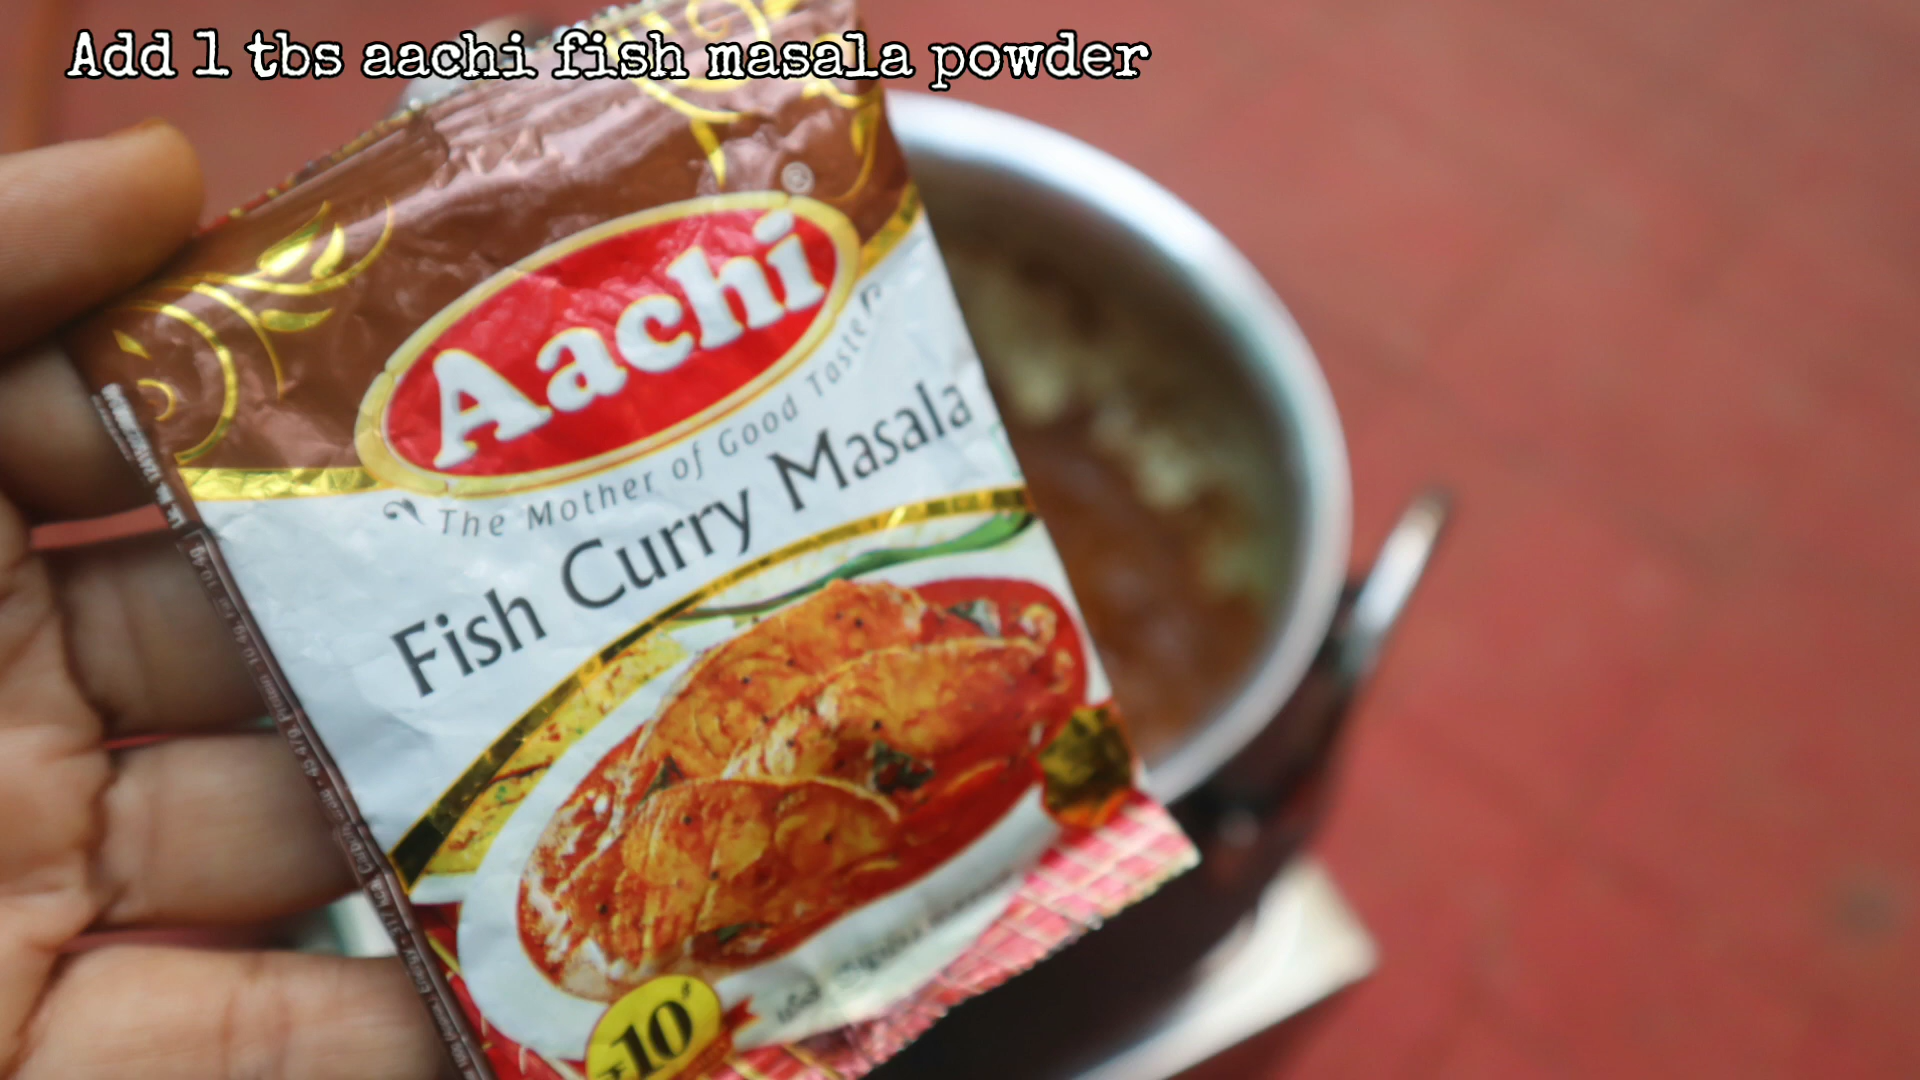 Add 1 tbs aachi fish masala powder
®
Aachi
The Mother of Good Taste
Fish Curry Masala
மீன்
10